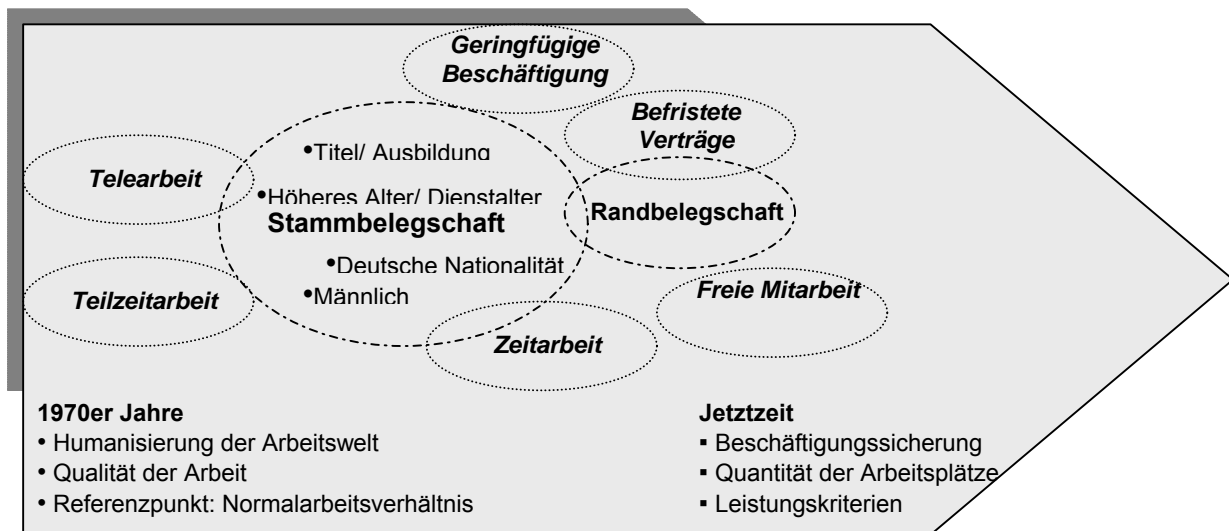 Geringfügige
Beschäftigung
Befristete
Verträge
•Titel/ Ausbildung
Telearbeit
•Höheres Alter/ Dienstalter
Stammbelegschaft
Randbelegschaft
•Deutsche Nationalität
Teilzeitarbeit
•Männlich
Freie Mitarbeit
Zeitarbeit
1970er Jahre
• Humanisierung der Arbeitswelt
• Qualität der Arbeit
• Referenzpunkt: Normalarbeitsverhältnis
Jetztzeit
▪ Beschäftigungssicherung
▪ Quantität der Arbeitsplätze
▪ Leistungskriterien